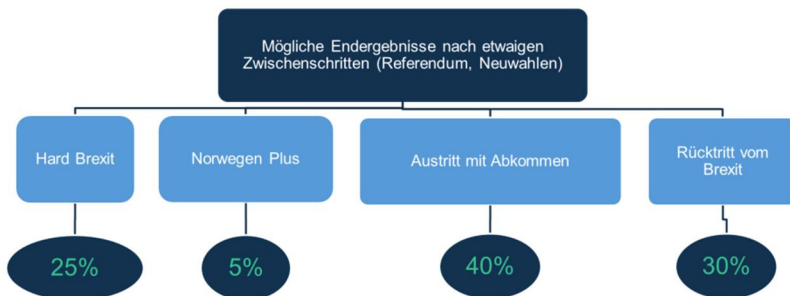 Mögliche Endergebnisse nach etwaigen
Zwischenschritten (Referendum, Neuwahlen)
Hard Brexit
Norwegen Plus
Austritt mit Abkommen
Rücktritt vom
Brexit
25%
5%
40%
30%